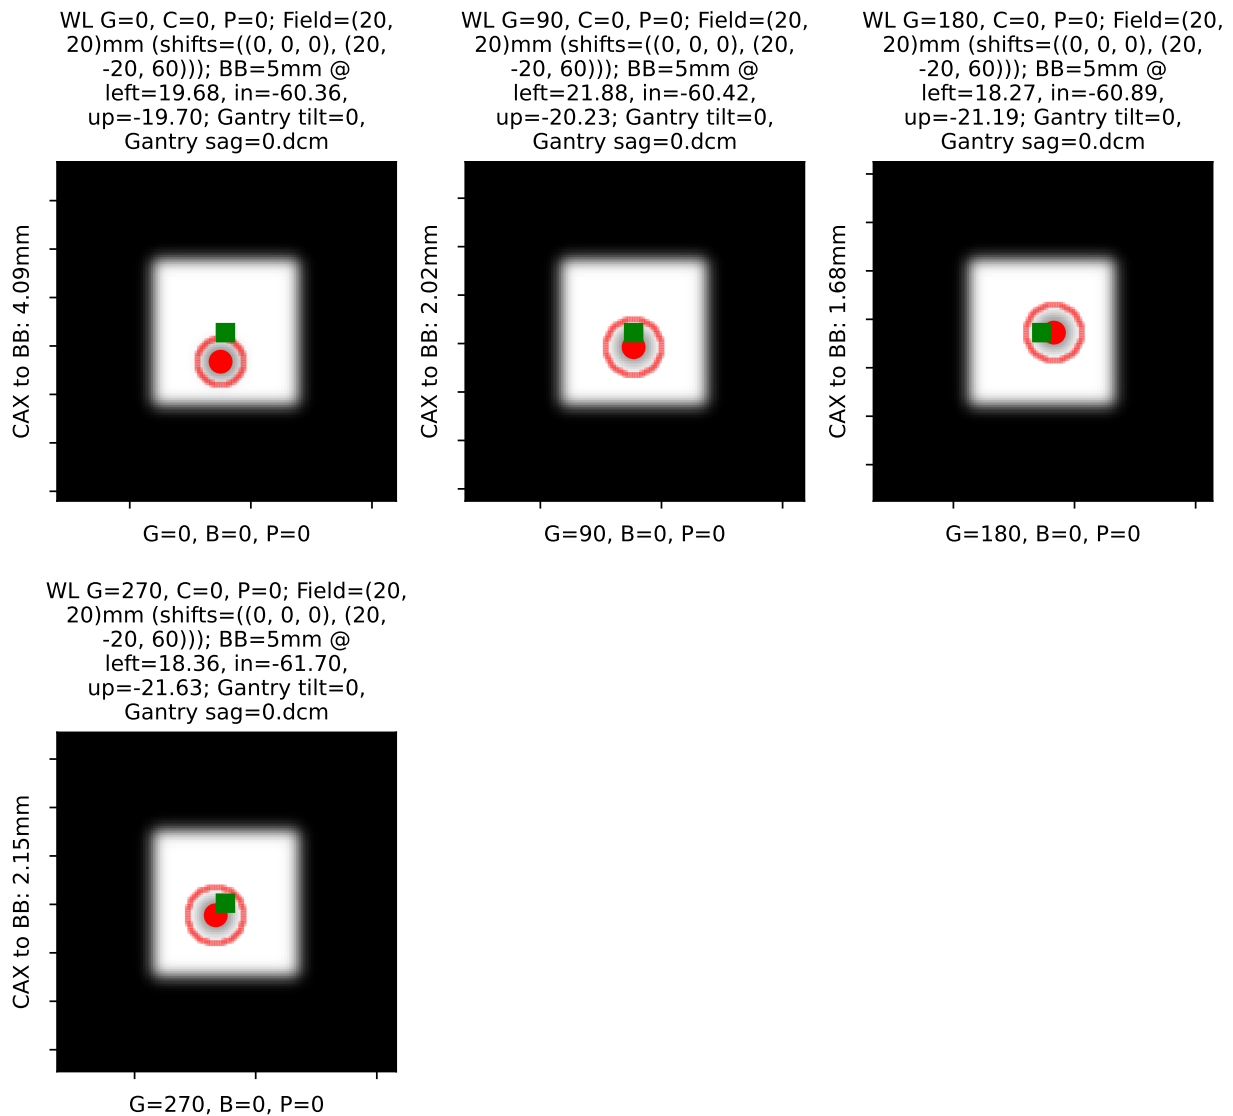 WL G=0, C=0, P=0; Field=(20,
20)mm (shifts=((0, 0, 0), (20,
-20, 60))); BB=5mm @
left=19.68, in=-60.36,
up=-19.70; Gantry tilt=0,
Gantry sag=0.dcm
CAX to BB: 4.09mm
G=0, B=0, P=0
WL G=90, C=0, P=0; Field=(20,
20)mm (shifts=((0, 0, 0), (20,
-20, 60))); BB=5mm @
left=21.88, in=-60.42,
up=-20.23; Gantry tilt=0,
Gantry sag=0.dcm
CAX to BB: 2.02mm
G=90, B=0, P=0
WL G=180, C=0, P=0; Field=(20,
20)mm (shifts=((0, 0, 0), (20,
-20, 60))); BB=5mm @
left=18.27, in=-60.89,
up=-21.19; Gantry tilt=0,
Gantry sag=0.dcm
CAX to BB: 1.68mm
G=180, B=0, P=0
WL G=270, C=0, P=0; Field=(20,
20)mm (shifts=((0, 0, 0), (20,
-20, 60))); BB=5mm @
left=18.36, in=-61.70,
up=-21.63; Gantry tilt=0,
Gantry sag=0.dcm
CAX to BB: 2.15mm
G=270, B=0, P=0